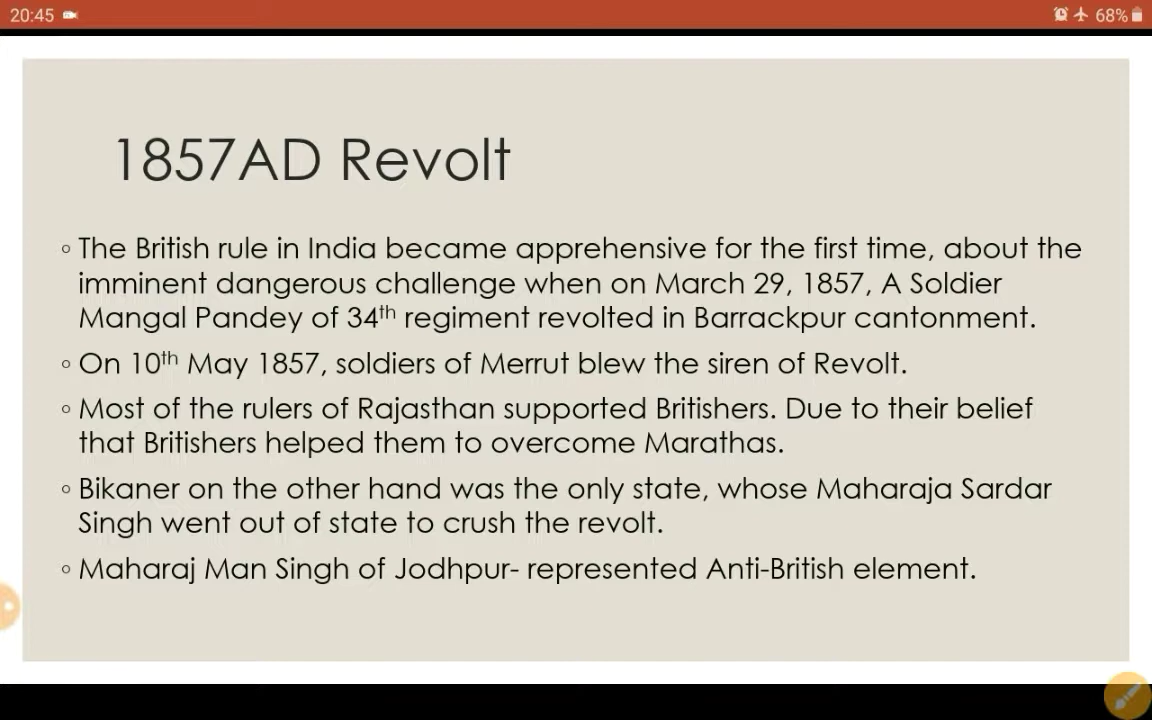 20:45
68%
1857AD Revolt
◦ The British rule in India became apprehensive for the first time, about the
imminent dangerous challenge when on March 29, 1857, A Soldier
Mangal Pandey of 34th regiment revolted in Barrackpur cantonment.
◦ On 10th May 1857, soldiers of Merrut blew the siren of Revolt.
◦ Most of the rulers of Rajasthan supported Britishers. Due to their belief
that Britishers helped them to overcome Marathas.
◦ Bikaner on the other hand was the only state, whose Maharaja Sardar
Singh went out of state to crush the revolt.
◦ Maharaj Man Singh of Jodhpur- represented Anti-British element.